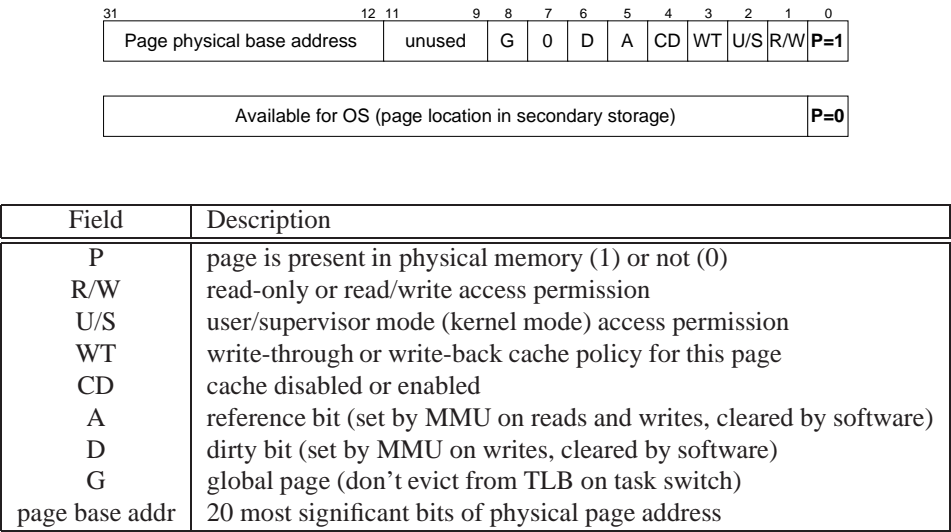 31 12 11 9 8 7 6 5 4 3 2 1 0
Page physical base address unused G 0 D A CD WT U/S R/W P=1
Available for OS (page location in secondary storage) P=0
Field Description
P page is present in physical memory (1) or not (0)
R/W read-only or read/write access permission
U/S user/supervisor mode (kernel mode) access permission
WT write-through or write-back cache policy for this page
CD cache disabled or enabled
A reference bit (set by MMU on reads and writes, cleared by software)
D dirty bit (set by MMU on writes, cleared by software)
G global page (don't evict from TLB on task switch)
page base addr 20 most significant bits of physical page address